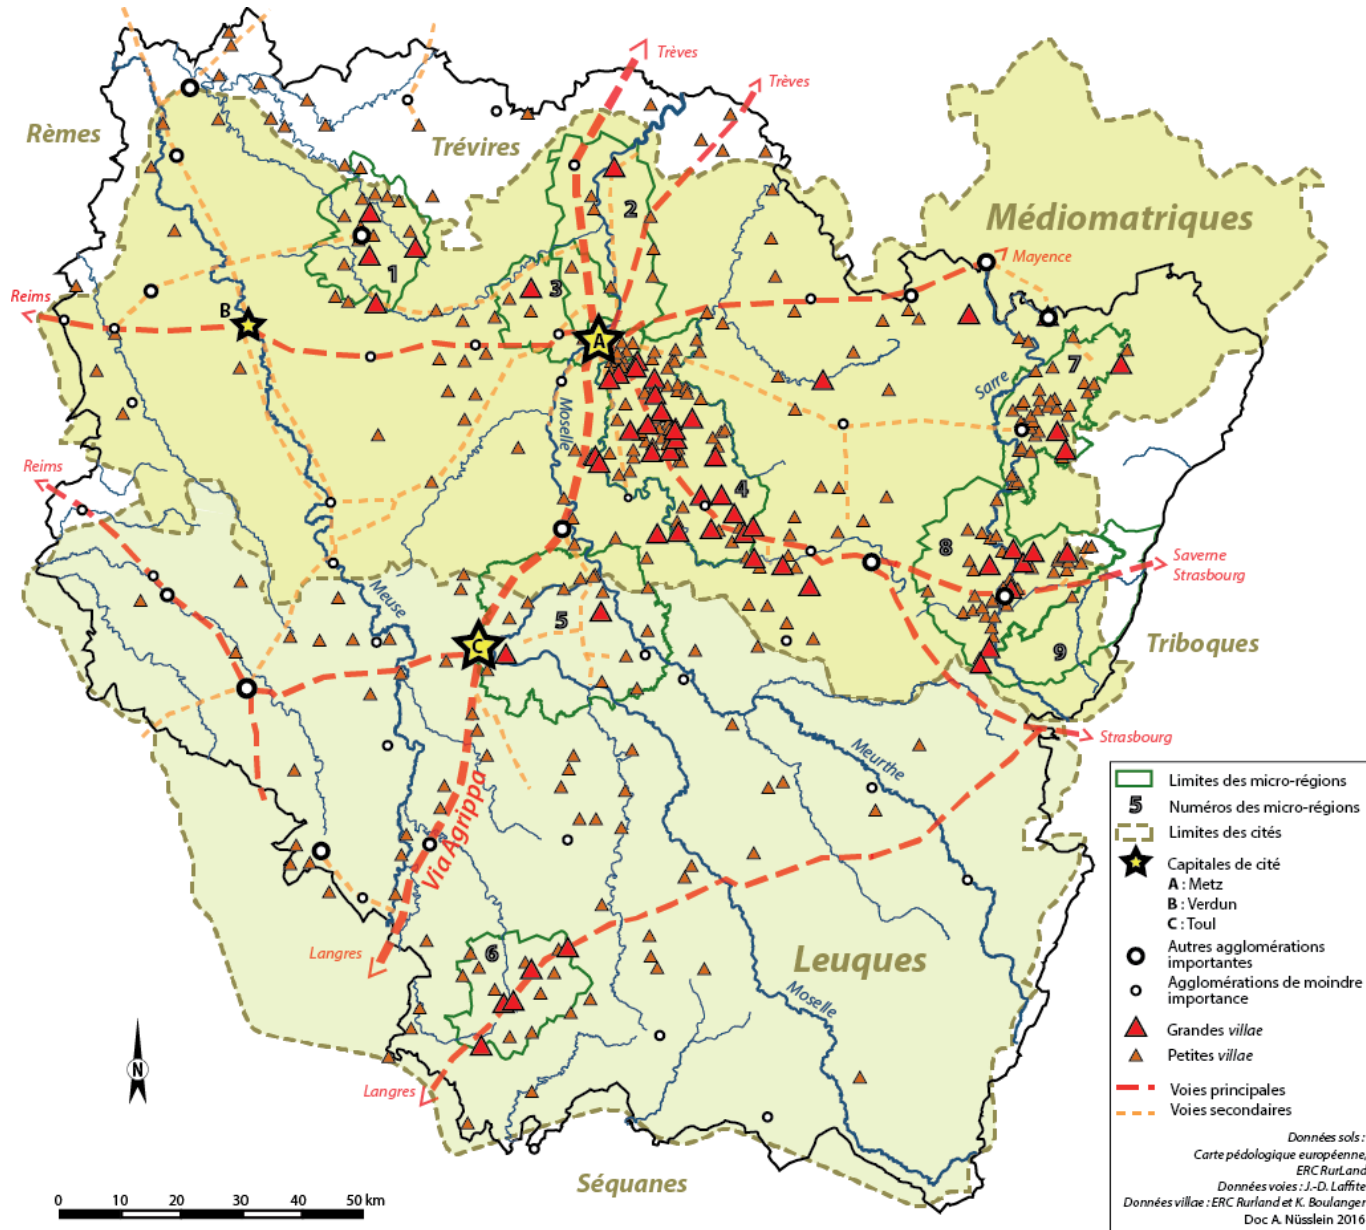 Trèves
Trèves
Rèmes
Trévires
2
Médiomatriques
1
3
Mayence
Reims
B
A
Moselle
Sarre
7
Reims
4
8
Saverne
Strasbourg
Meuse
5
C
9
Triboques
Strasbourg
Meurthe
Via Agrippa
Langres
6
Leuques
Moselle
Langres
Séquanes
N
0 10 20 30 40 50 km
Limites des micro-régions
5 Numéros des micro-régions
Limites des cités
Capitales de cité
A : Metz
B : Verdun
C : Toul
Autres agglomérations
importantes
Agglomérations de moindre
importance
Grandes villae
Petites villae
Voies principales
Voies secondaires
Données sols :
Carte pédologique européenne,
ERC RurLand
Données voies : J.-D. Laffite
Données villae : ERC Rurland et K. Boulanger
Doc A. Nüsslein 2016